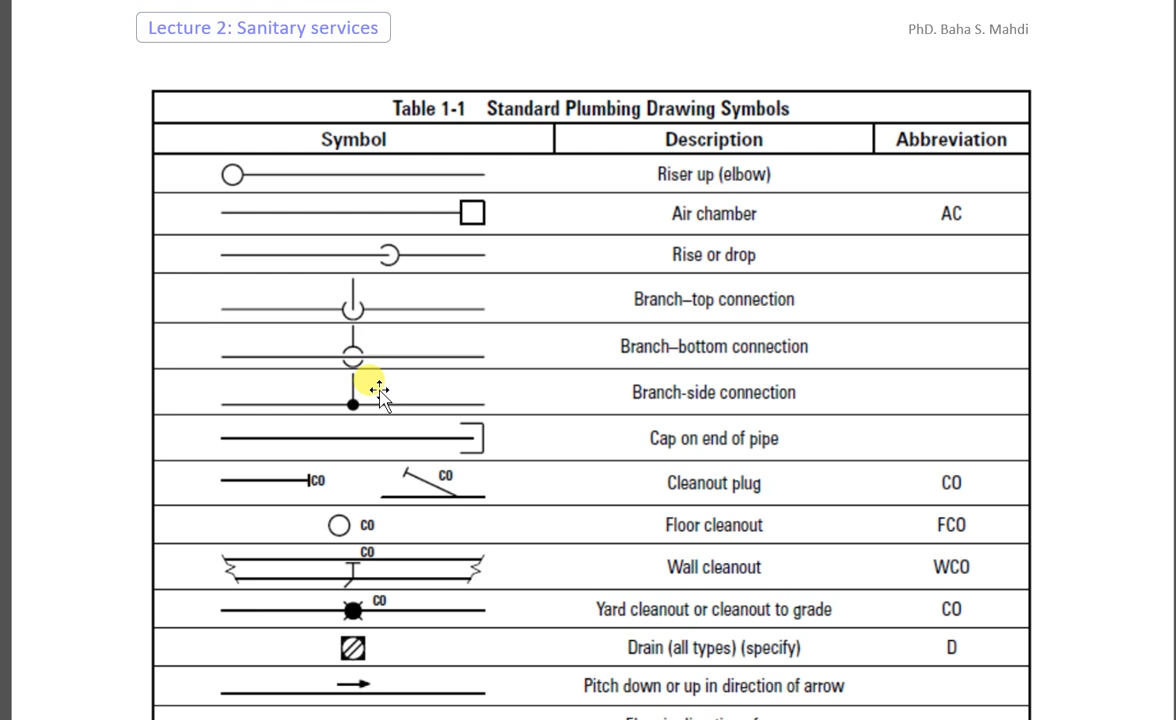 Lecture 2: Sanitary services
PhD. Baha S. Mahdi
Table 1-1 Standard Plumbing Drawing Symbols
Symbol Description Abbreviation
Riser up (elbow)
Air chamber AC
Rise or drop
Branch–top connection
Branch–bottom connection
Branch-side connection
Cap on end of pipe
CO CO Cleanout plug CO
CO Floor cleanout FCO
CO Wall cleanout WCO
CO Yard cleanout or cleanout to grade CO
Drain (all types) (specify) D
Pitch down or up in direction of arrow